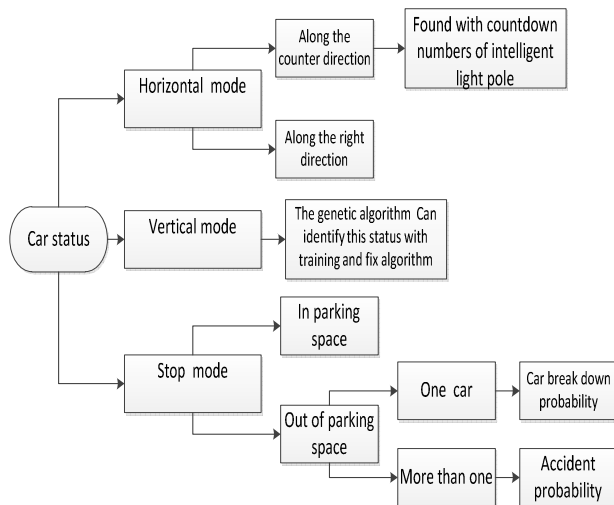 Along the
counter direction
Found with countdown
numbers of intelligent
light pole
Horizontal mode
Along the right
direction
Car status
Vertical mode
The genetic algorithm Can
identify this status with
training and fix algorithm
In parking
space
Stop mode
Out of parking
space
One car
Car break down
probability
More than one
Accident
probability